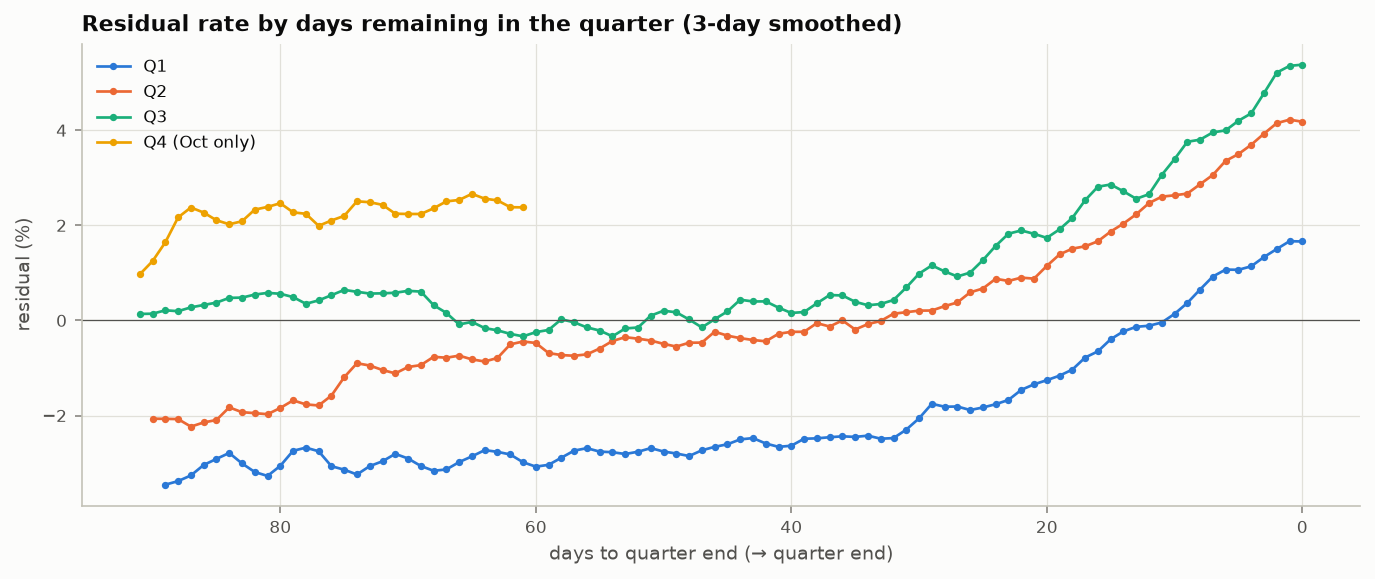 Residual rate by days remaining in the quarter (3-day smoothed)
Q1
Q2
Q3
Q4 (Oct only)
residual (%)
4
2
0
−2
80
60
40
20
0
days to quarter end (→ quarter end)